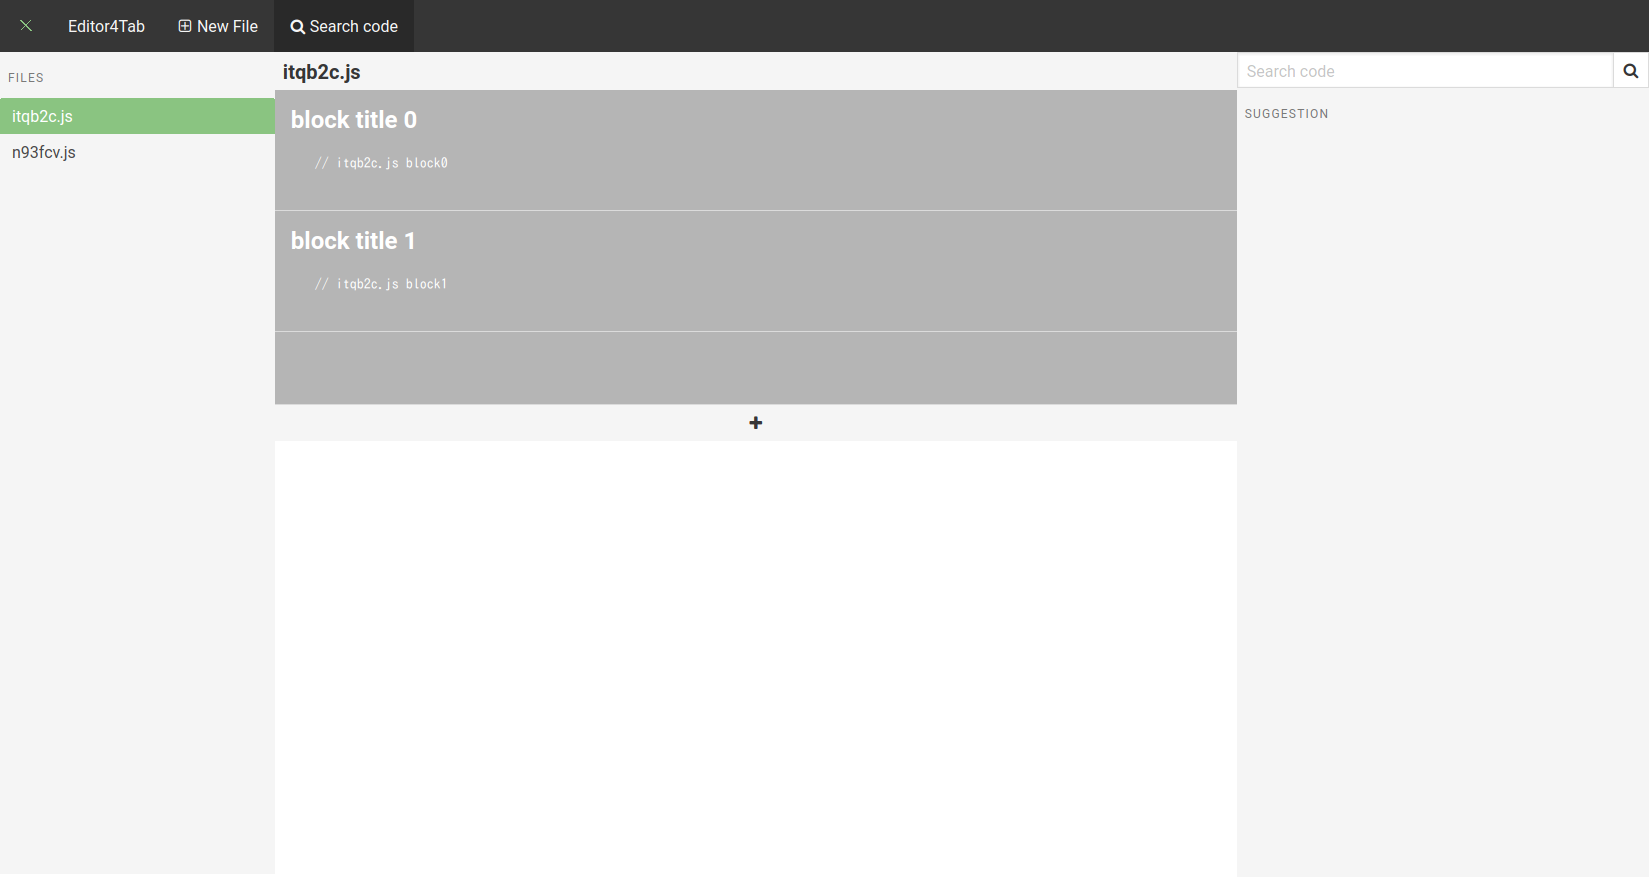 Editor4Tab New File Search code
FILES
itqb2c.js
n93fcv.js
itqb2c.js
block title 0
// itqb2c.js block0
block title 1
// itqb2c.js block1
Search code
SUGGESTION